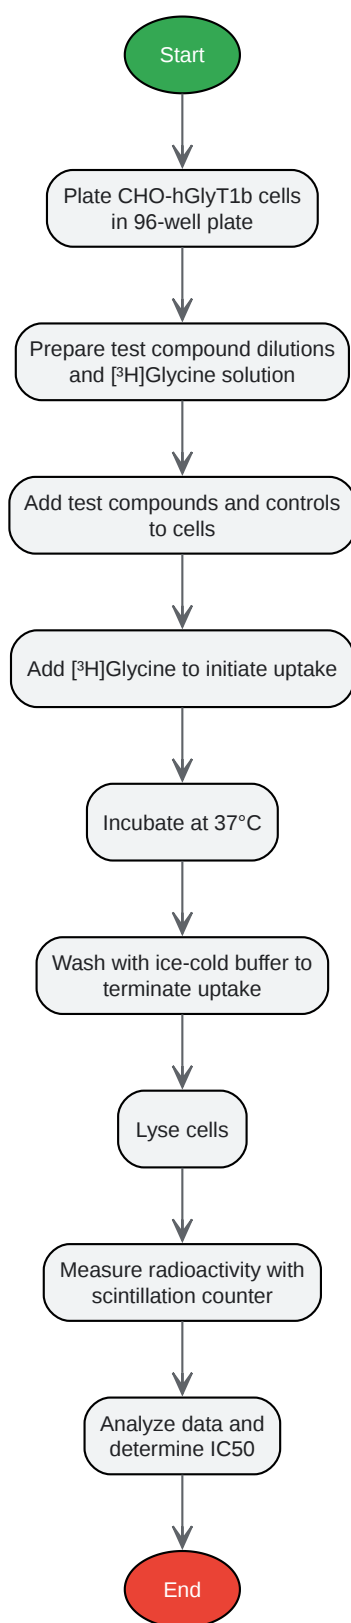 Start
Plate CHO-hGlyT1b cells
in 96-well plate
Prepare test compound dilutions
and [³H]Glycine solution
Add test compounds and controls
to cells
Add [³H]Glycine to initiate uptake
Incubate at 37°C
Wash with ice-cold buffer to
terminate uptake
Lyse cells
Measure radioactivity with
scintillation counter
Analyze data and
determine IC50
End